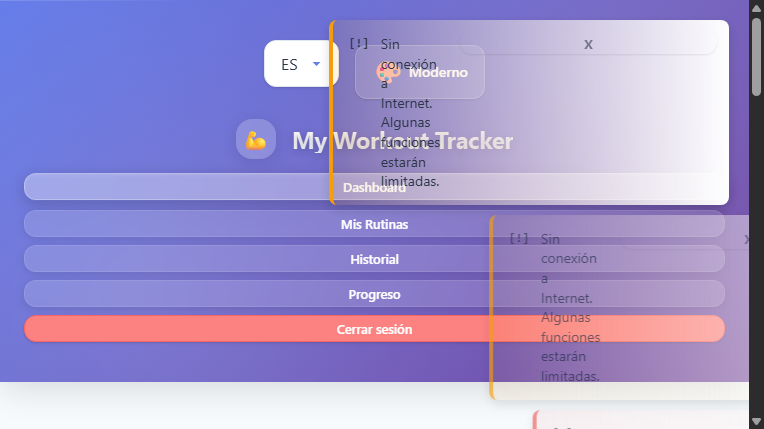 ES
Moderno
[!]
Sin
conexión
a
Internet.
Algunas
funciones
estarán
limitadas.
X
My Workout Tracker
Dashboard
Mis Rutinas
Historial
Progreso
Cerrar sesión
[!]
Sin
conexión
a
Internet.
Algunas
funciones
estarán
limitadas.
X